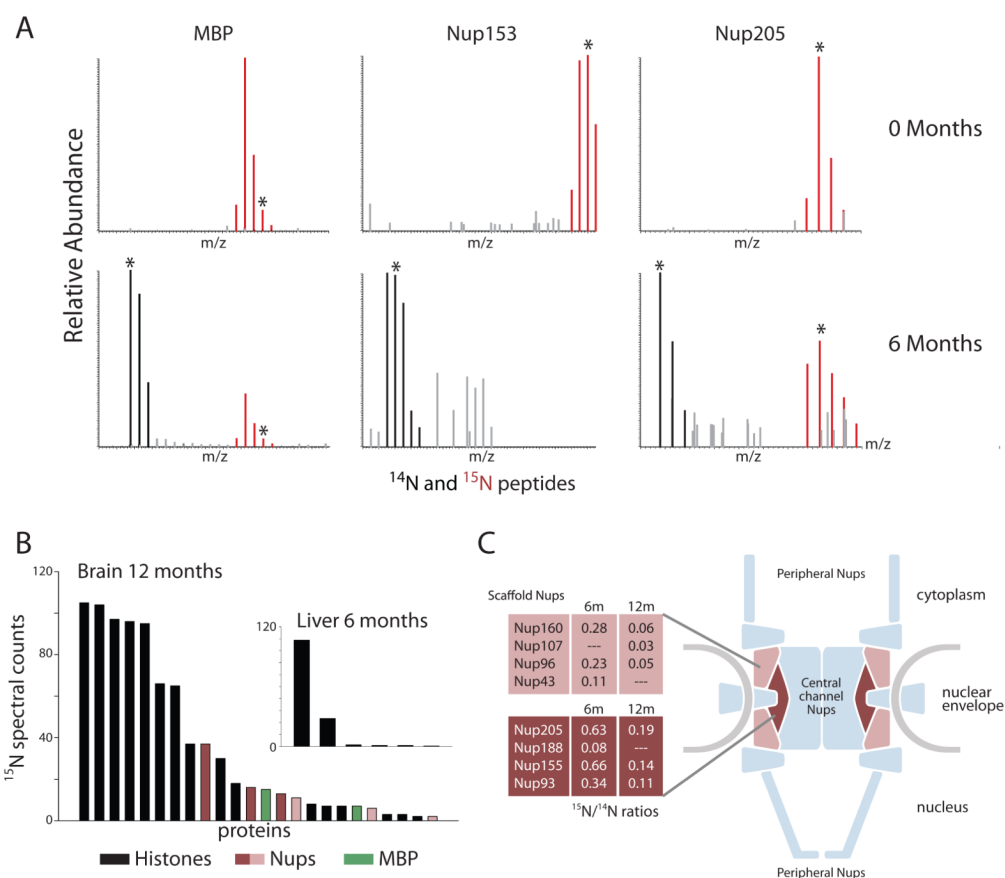 A
MBP
Nup153
Nup205
Relative Abundance
*
*
*
0 Months
m/z
m/z
m/z
*
*
*
*
*
6 Months
m/z
m/z
m/z
m/z
¹⁴N and ¹⁵N peptides
B
Brain 12 months
120
80
40
0
¹⁵N spectral counts
Liver 6 months
120
0
proteins
Histones
Nups
MBP
C
Scaffold Nups
6m 12m
Nup160 0.28 0.06
Nup107 --- 0.03
Nup96 0.23 0.05
Nup43 0.11 ---
6m 12m
Nup205 0.63 0.19
Nup188 0.08 ---
Nup155 0.66 0.14
Nup93 0.34 0.11
¹⁵N/¹⁴N ratios
Peripheral Nups
cytoplasm
Central
channel
Nups
nuclear
envelope
nucleus
Peripheral Nups